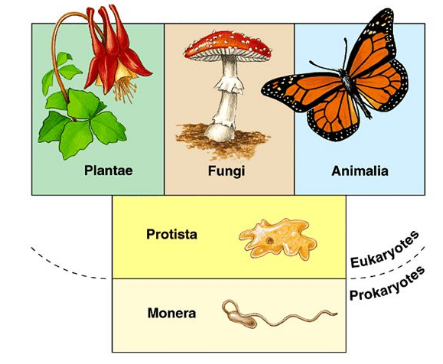 Plantae
Fungi
Animalia
Protista
Eukaryotes
Prokaryotes
Monera